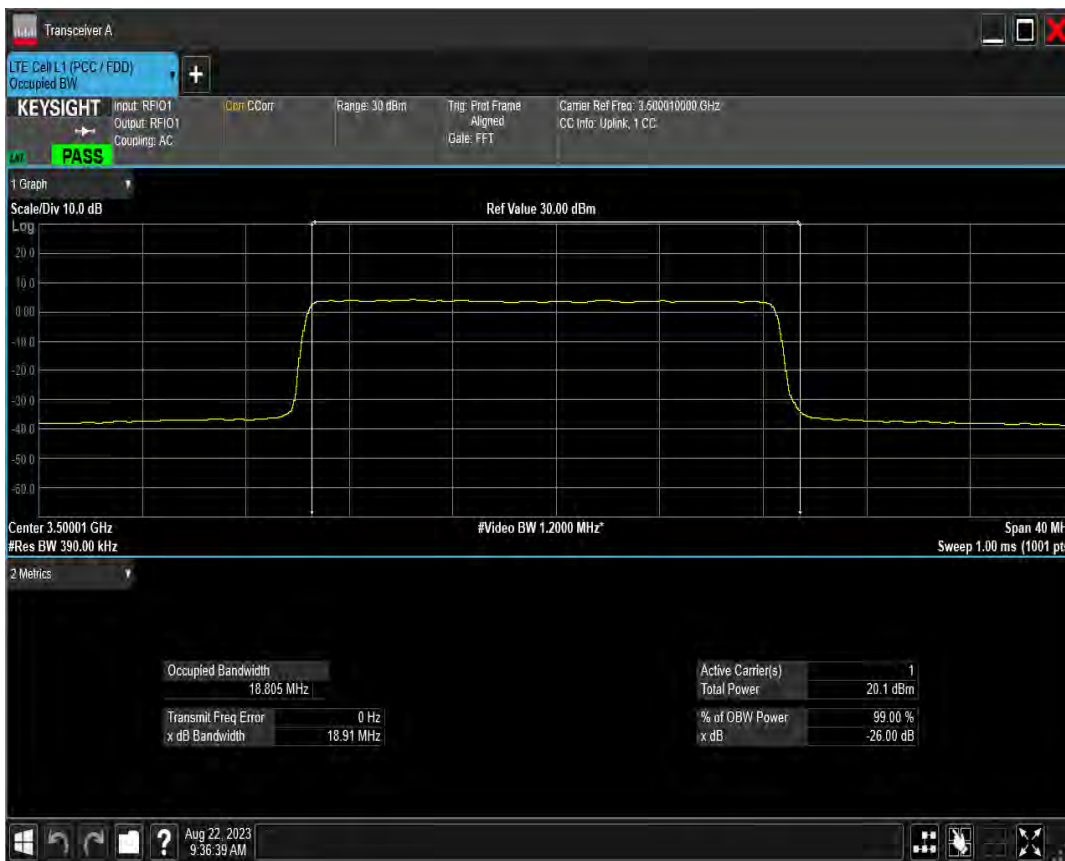 Transceiver A
LTE Cell L1 (PCC / FDD)
Occupied BW
KEYSIGHT
Input: RFIO1
Output: RFIO1
Coupling: AC
Corr CCorr
Range: 30 dBm
Trig: Prot Frame
Aligned
Gate: FFT
Carrier Ref Freq: 3.500010000 GHz
CC Info: Uplink, 1 CC
PASS
1 Graph
Scale/Div 10.0 dB
Ref Value 30.00 dBm
Log
20.0
10.0
0.00
-10.0
-20.0
-30.0
-40.0
-50.0
-60.0
Center 3.50001 GHz
#Video BW 1.2000 MHz*
Span 40 MH
#Res BW 390.00 kHz
Sweep 1.00 ms (1001 pt
2 Metrics
Occupied Bandwidth
18.805 MHz
Transmit Freq Error 0 Hz
x dB Bandwidth 18.91 MHz
Active Carrier(s) 1
Total Power 20.1 dBm
% of OBW Power 99.00 %
x dB -26.00 dB
Aug 22, 2023
9:36:39 AM